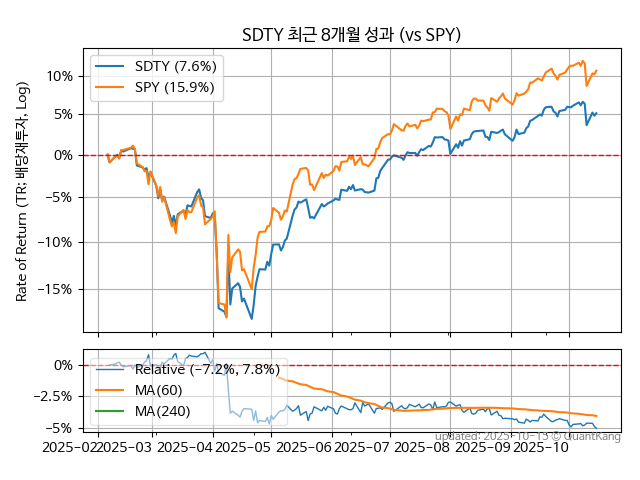 SDTY 최근 8개월 성과 (vs SPY)
SDTY (7.6%)
SPY (15.9%)
10%
5%
0%
−5%
−10%
−15%
Rate of Return (TR: 배당재투자, Log)
Relative (−7.2%, 7.8%)
MA(60)
MA(240)
0%
−2.5%
−5%
2025−02
2025−03
2025−04
2025−05
2025−06
2025−07
2025−08
2025−09
2025−10
updated: 2025-10-15 © QuantKang